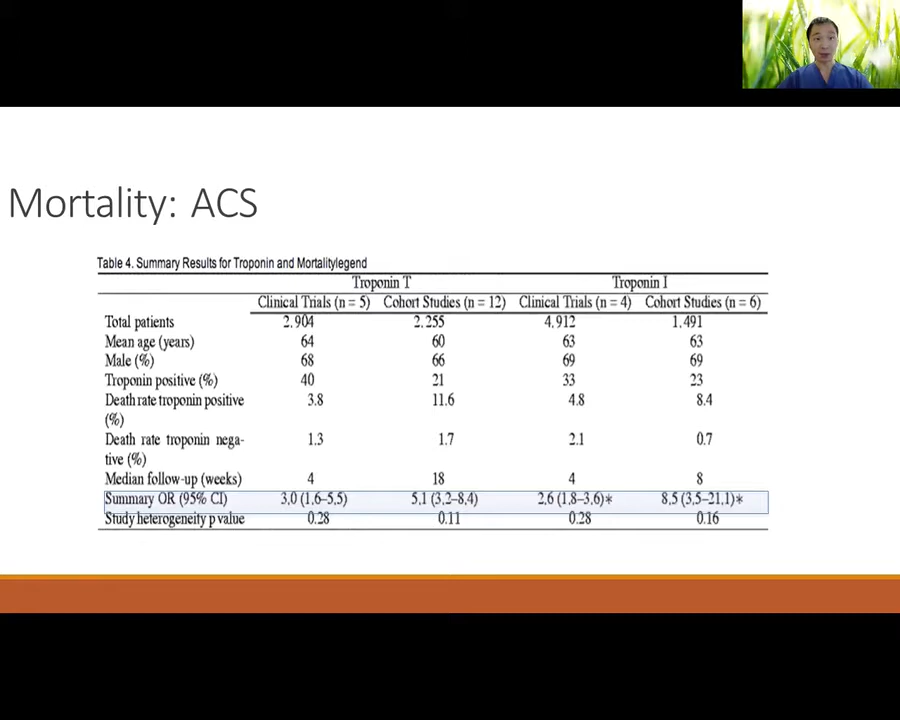 Mortality: ACS
Table 4. Summary Results for Troponin and Mortalitylegend
Troponin T Troponin I
Clinical Trials (n = 5) Cohort Studies (n = 12) Clinical Trials (n = 4) Cohort Studies (n = 6)
Total patients 2.904 2.255 4.912 1.491
Mean age (years) 64 60 63 63
Male (%) 68 66 69 69
Troponin positive (%) 40 21 33 23
Death rate troponin positive 3.8 11.6 4.8 8.4
(%)
Death rate troponin nega- 1.3 1.7 2.1 0.7
tive (%)
Median follow-up (weeks) 4 18 4 8
Summary OR (95% CI) 3,0 (1,6–5,5) 5,1 (3,2–8,4) 2,6 (1,8–3,6)* 8,5 (3,5–21,1)*
Study heterogeneity p value 0.28 0.11 0.28 0.16